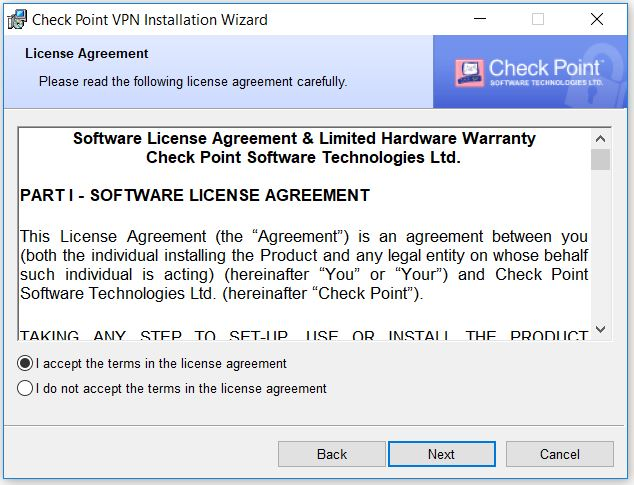 Check Point VPN Installation Wizard
License Agreement
Please read the following license agreement carefully.
Check Point
SOFTWARE TECHNOLOGIES LTD.
Software License Agreement & Limited Hardware Warranty
Check Point Software Technologies Ltd.
PART I - SOFTWARE LICENSE AGREEMENT
This License Agreement (the “Agreement”) is an agreement between you
(both the individual installing the Product and any legal entity on whose behalf
such individual is acting) (hereinafter “You” or “Your”) and Check Point
Software Technologies Ltd. (hereinafter “Check Point”).
TAKING ANY STEP TO SET-UP, USE OR INSTALL THE PRODUCT
I accept the terms in the license agreement
I do not accept the terms in the license agreement
Back
Next
Cancel